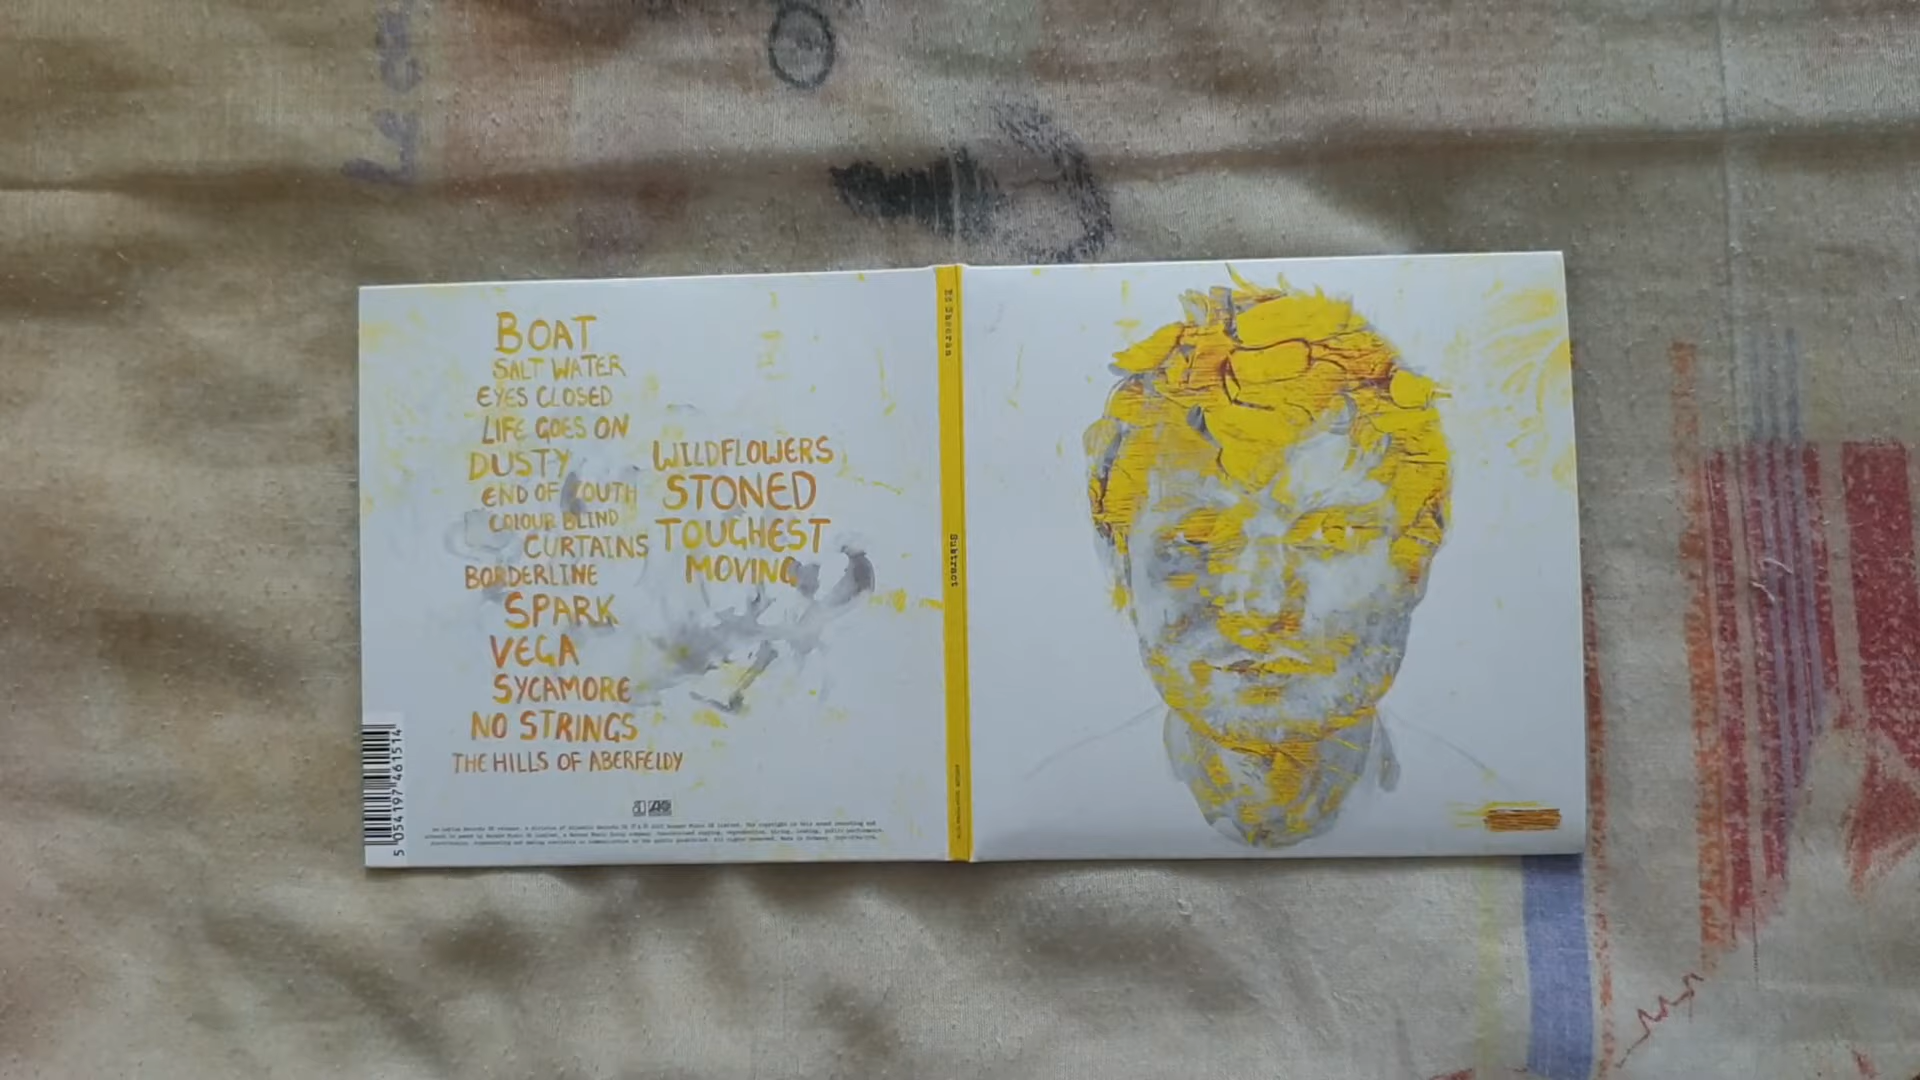 BOAT
SALT WATER
EYES CLOSED
LIFE GOES ON
DUSTY
END OF YOUTH
COLOUR BLIND
CURTAINS
BORDERLINE
SPARK
VEGA
SYCAMORE
NO STRINGS
THE HILLS OF ABERFELDY
WILDFLOWERS
STONED
TOUGHEST
MOVING
5 054197 461514
Ed Sheeran
Subtract